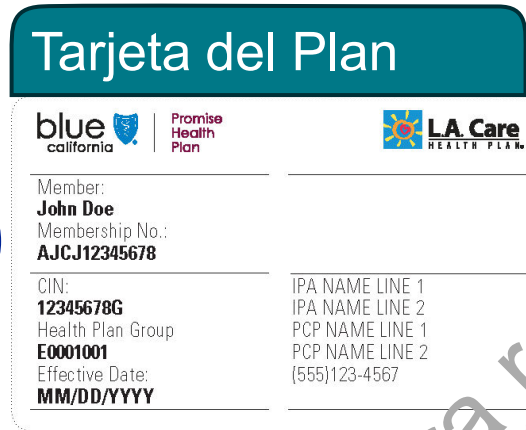 Tarjeta del Plan
blue
california
Promise
Health
Plan
L.A. Care
HEALTH PLAN®
Member:
John Doe
Membership No.:
AJCJ12345678
CIN:
12345678G
Health Plan Group
E0001001
Effective Date:
MM/DD/YYYY
IPA NAME LINE 1
IPA NAME LINE 2
PCP NAME LINE 1
PCP NAME LINE 2
(555)123-4567